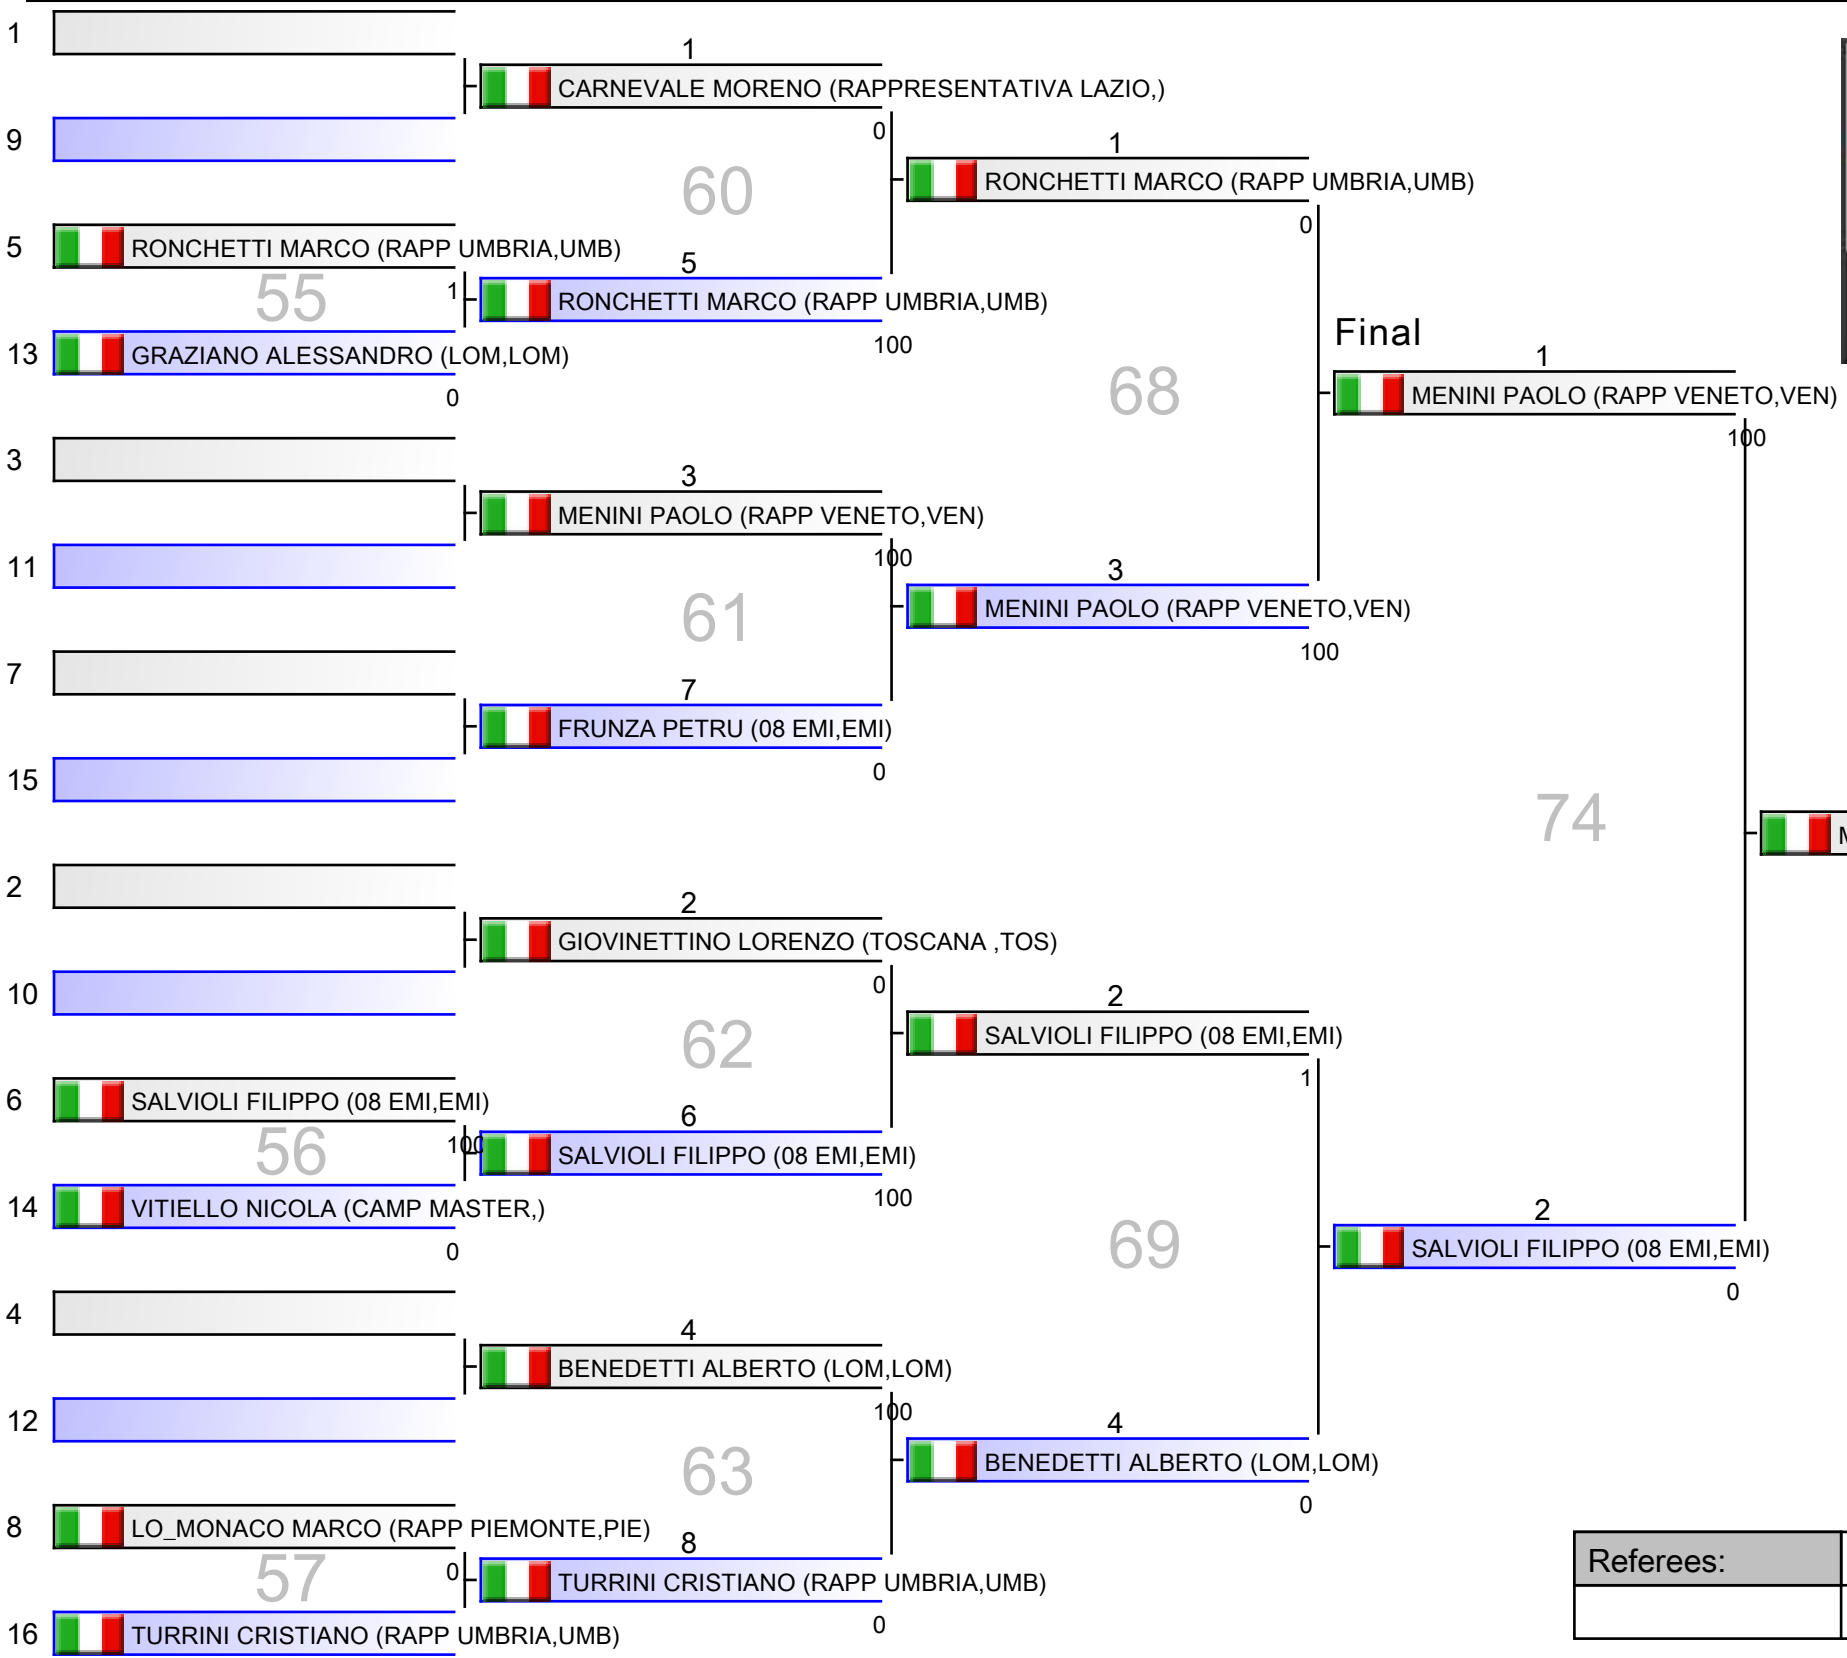 1
1
CARNEVALE MORENO (RAPPRESENTATIVA LAZIO,)
0
9
1
RONCHETTI MARCO (RAPP UMBRIA,UMB)
0
60
5
RONCHETTI MARCO (RAPP UMBRIA,UMB)
55
1
5
RONCHETTI MARCO (RAPP UMBRIA,UMB)
100
13
GRAZIANO ALESSANDRO (LOM,LOM)
0
Final
1
MENINI PAOLO (RAPP VENETO,VEN)
100
68
3
3
MENINI PAOLO (RAPP VENETO,VEN)
100
11
3
MENINI PAOLO (RAPP VENETO,VEN)
100
61
7
7
FRUNZA PETRU (08 EMI,EMI)
0
15
74
2
2
GIOVINETTINO LORENZO (TOSCANA ,TOS)
0
10
2
SALVIOLI FILIPPO (08 EMI,EMI)
1
62
6
SALVIOLI FILIPPO (08 EMI,EMI)
56
100
6
SALVIOLI FILIPPO (08 EMI,EMI)
100
14
VITIELLO NICOLA (CAMP MASTER,)
0
69
2
SALVIOLI FILIPPO (08 EMI,EMI)
0
4
4
BENEDETTI ALBERTO (LOM,LOM)
100
12
4
BENEDETTI ALBERTO (LOM,LOM)
0
63
8
LO_MONACO MARCO (RAPP PIEMONTE,PIE)
57
0
8
TURRINI CRISTIANO (RAPP UMBRIA,UMB)
0
16
TURRINI CRISTIANO (RAPP UMBRIA,UMB)
Referees: